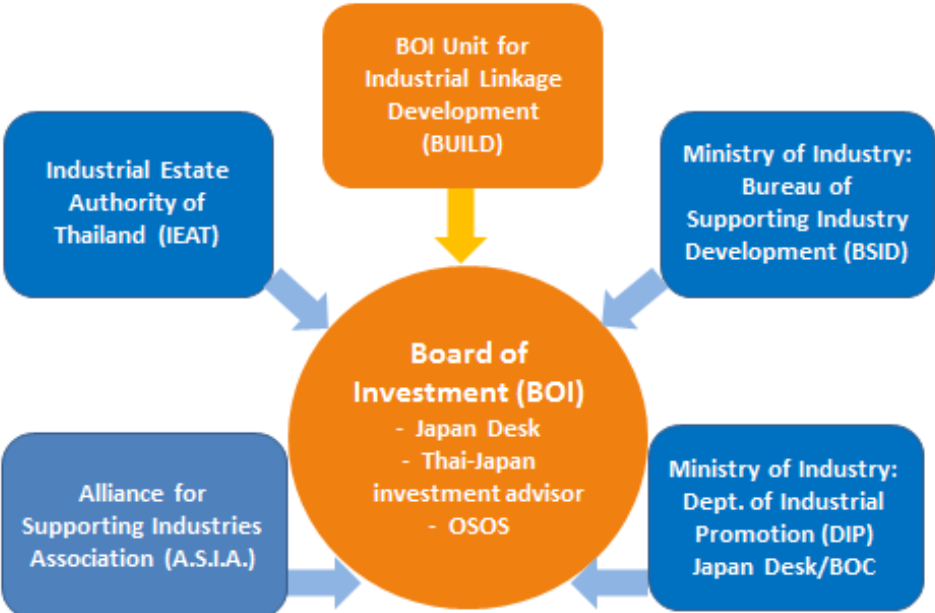 BOI Unit for
Industrial Linkage
Development
(BUILD)
Industrial Estate
Authority of
Thailand (IEAT)
Ministry of Industry:
Bureau of
Supporting Industry
Development (BSID)
Board of
Investment (BOI)
- Japan Desk
- Thai-Japan
investment advisor
- OSOS
Alliance for
Supporting Industries
Association (A.S.I.A.)
Ministry of Industry:
Dept. of Industrial
Promotion (DIP)
Japan Desk/BOC